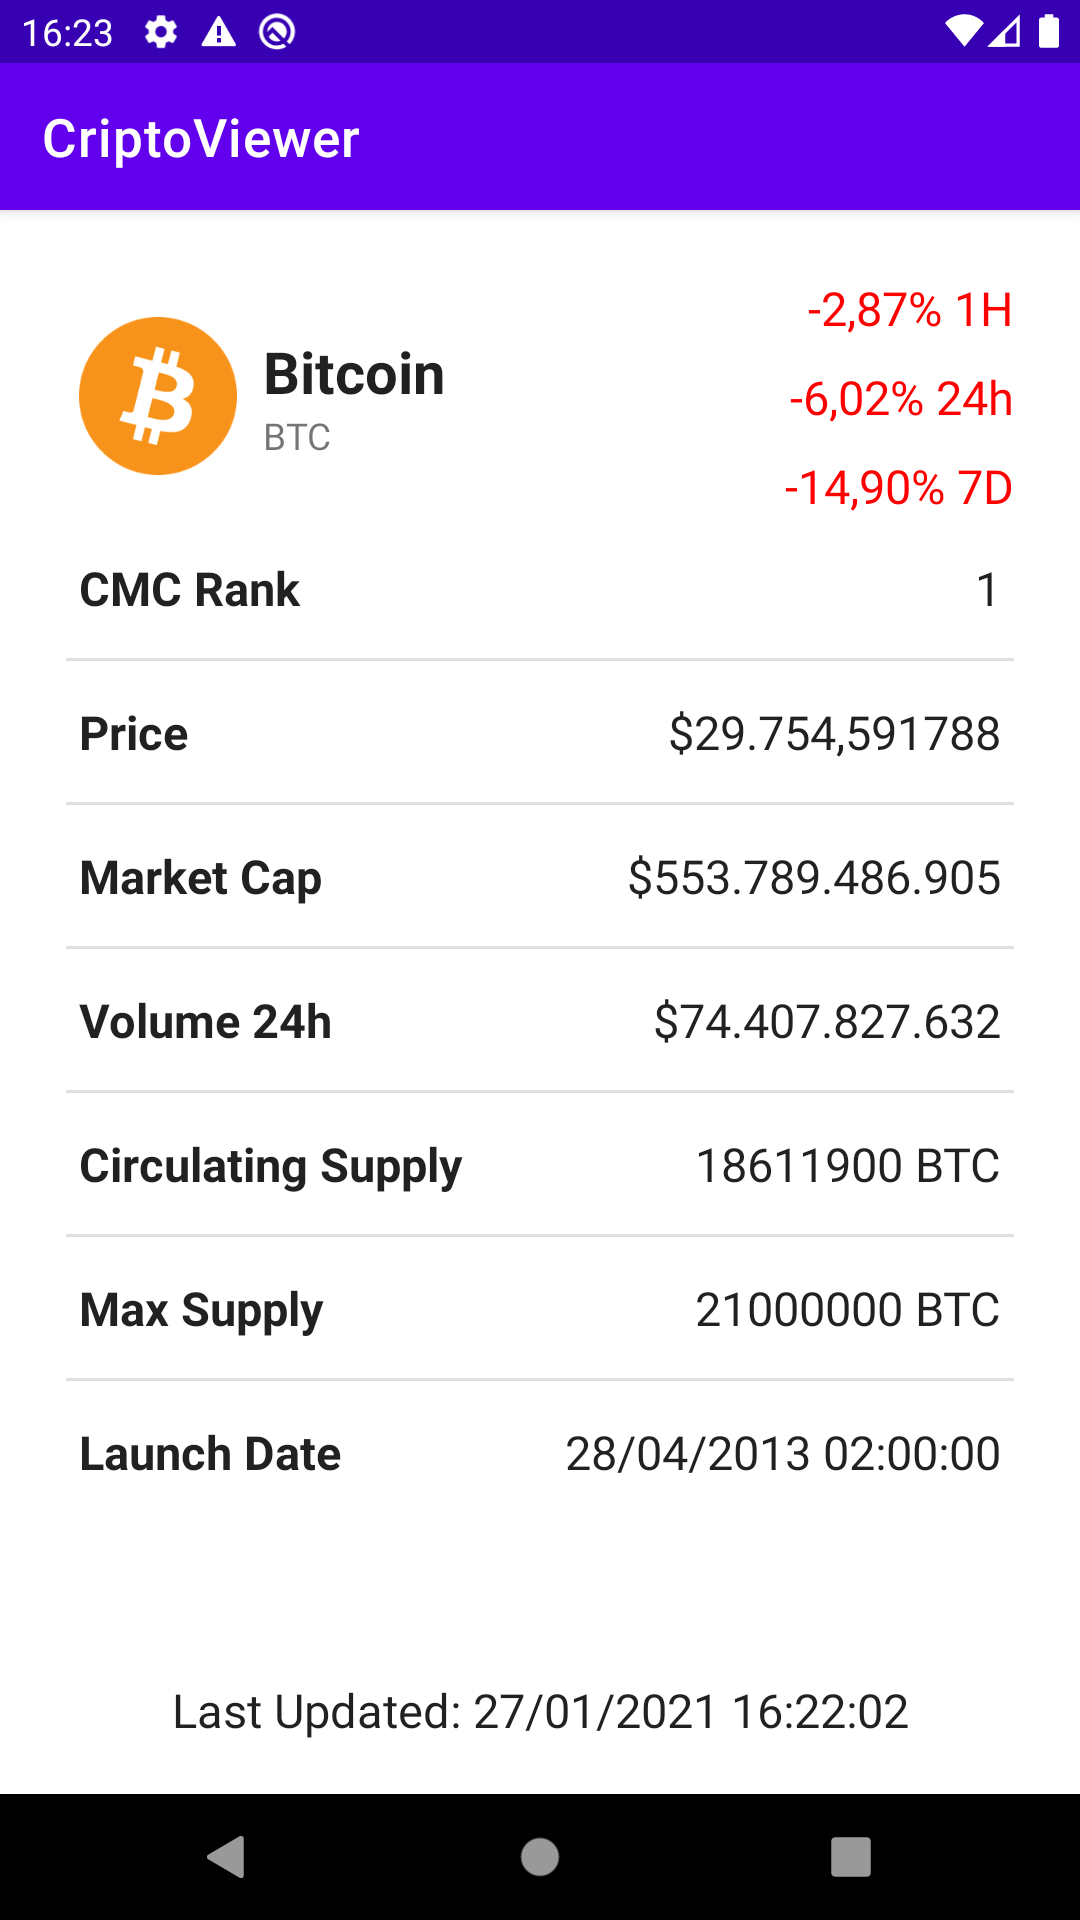 16:23
CriptoViewer
-2,87% 1H
Bitcoin
-6,02% 24h
BTC
-14,90% 7D
CMC Rank 1
Price $29.754,591788
Market Cap $553.789.486.905
Volume 24h $74.407.827.632
Circulating Supply 18611900 BTC
Max Supply 21000000 BTC
Launch Date 28/04/2013 02:00:00
Last Updated: 27/01/2021 16:22:02